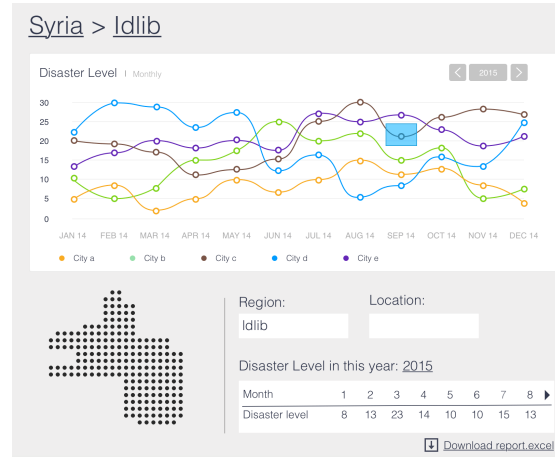 Syria > Idlib
Disaster Level | Monthly
< 2015 >
30
25
20
15
10
5
0
JAN 14 FEB 14 MAR 14 APR 14 MAY 14 JUN 14 JUL 14 AUG 14 SEP 14 OCT 14 NOV 14 DEC 14
City a City b City c City d City e
Region: Location:
Idlib
Disaster Level in this year: 2015
Month 1 2 3 4 5 6 7 8
Disaster level 8 13 23 14 10 10 15 13
Download report.excel